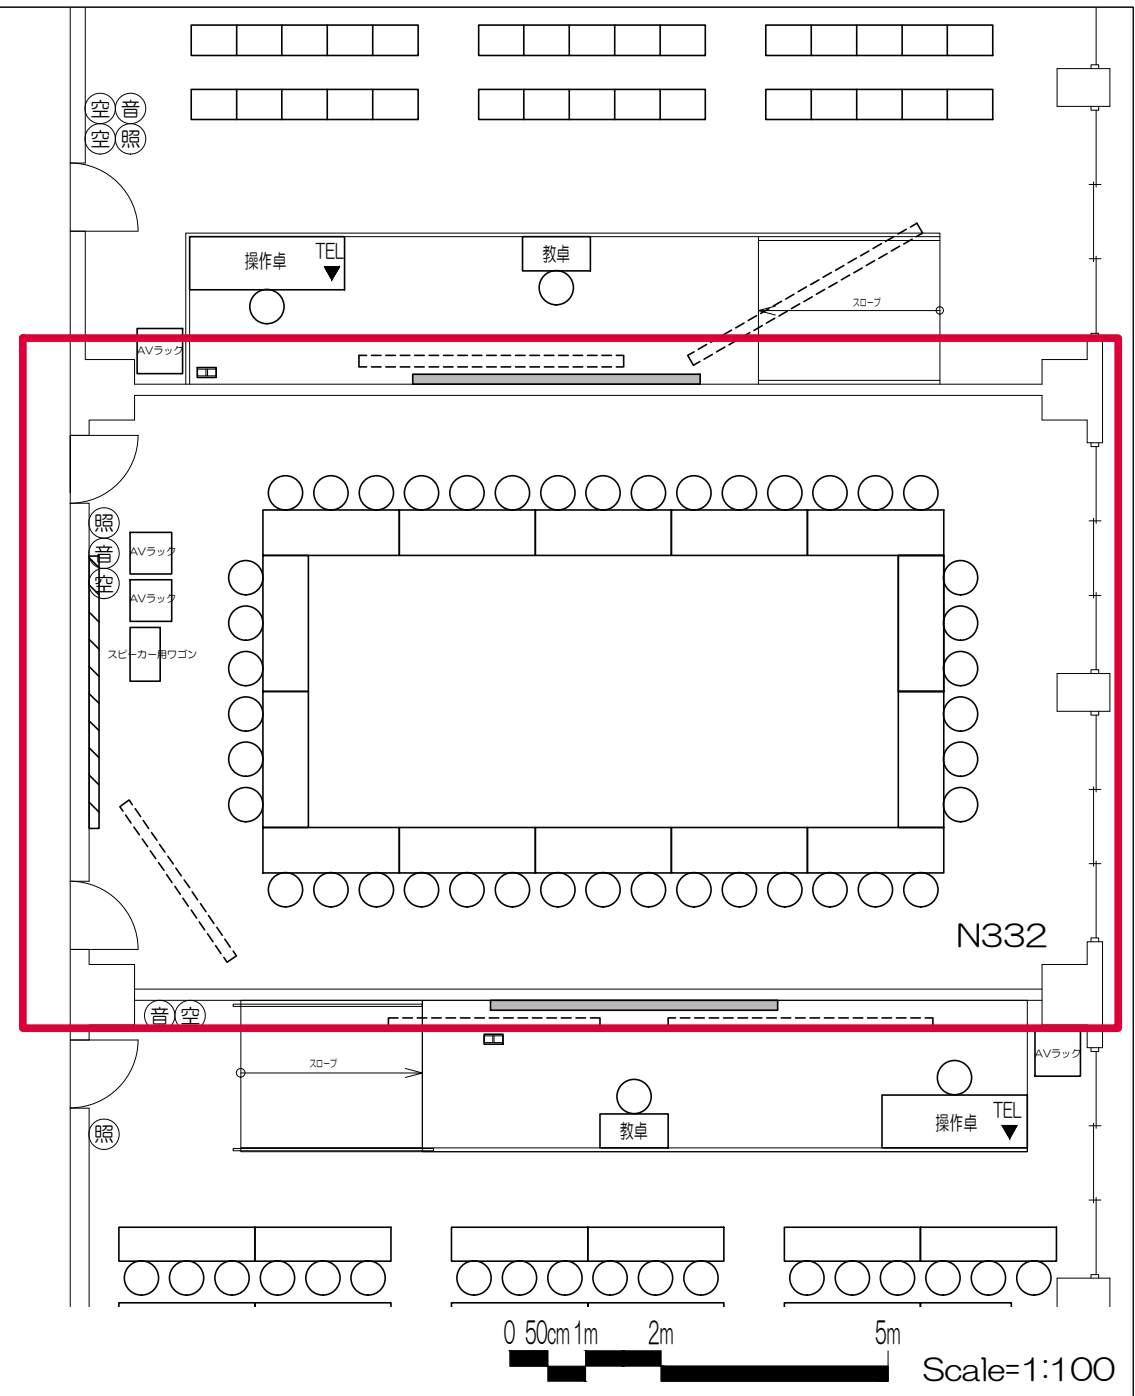 空 音
空 照
操作卓
TEL
教卓
スロープ
AVラック
照
音
空
AVラック
AVラック
スピーカー用ワゴン
N332
音 空
スロープ
AVラック
教卓
操作卓
TEL
照
0 50cm 1m 2m 5m
Scale=1:100